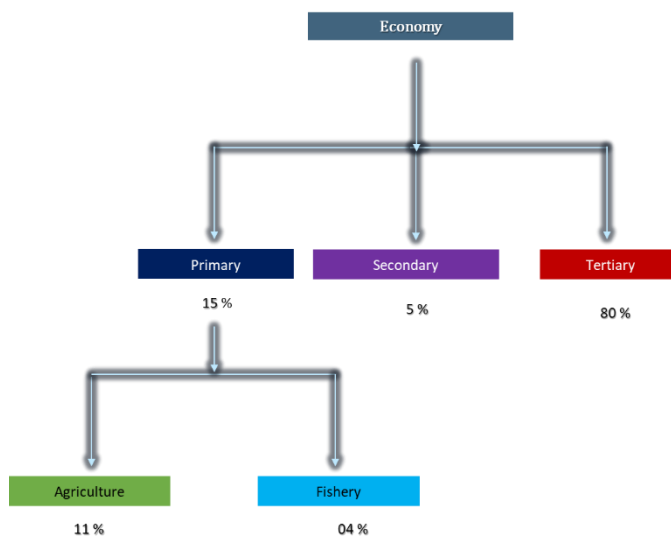 Economy
Primary
Secondary
Tertiary
15 %
5 %
80 %
Agriculture
Fishery
11 %
04 %